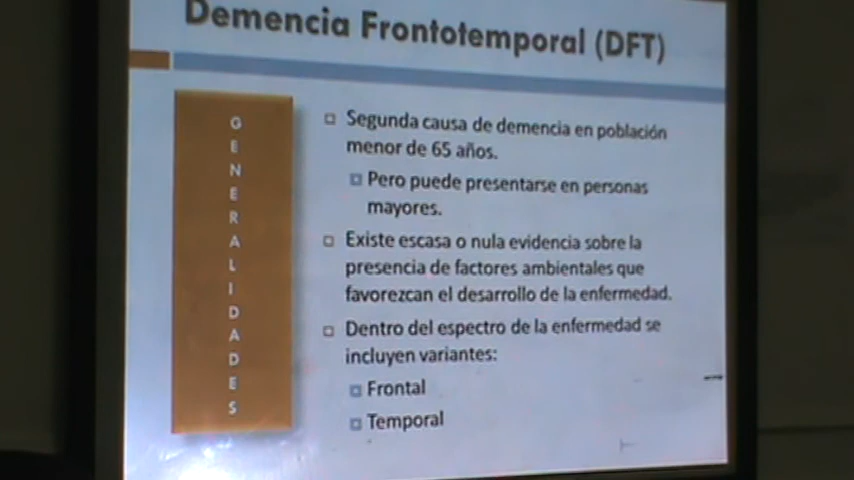 Demencia Frontotemporal (DFT)
GENERALIDADES
Segunda causa de demencia en población
menor de 65 años.
Pero puede presentarse en personas
mayores.
Existe escasa o nula evidencia sobre la
presencia de factores ambientales que
favorezcan el desarrollo de la enfermedad.
Dentro del espectro de la enfermedad se
incluyen variantes:
Frontal
Temporal